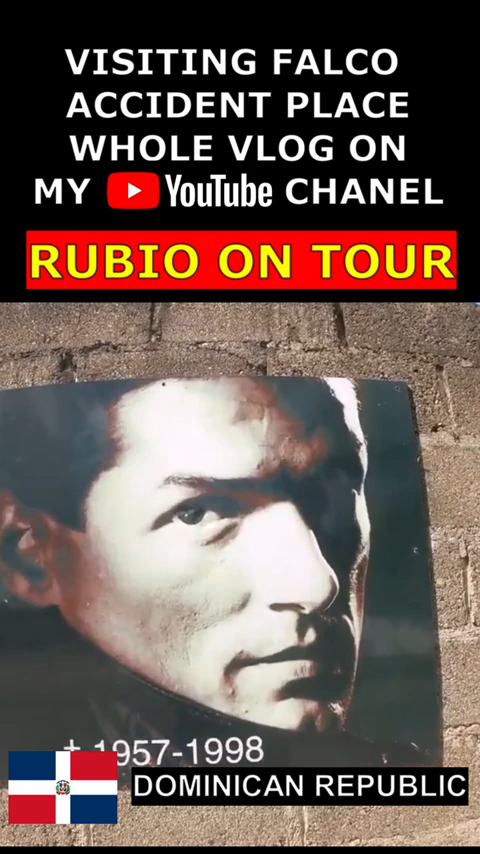 VISITING FALCO
ACCIDENT PLACE
WHOLE VLOG ON
MY YouTube CHANEL
RUBIO ON TOUR
† 1957-1998
DOMINICAN REPUBLIC